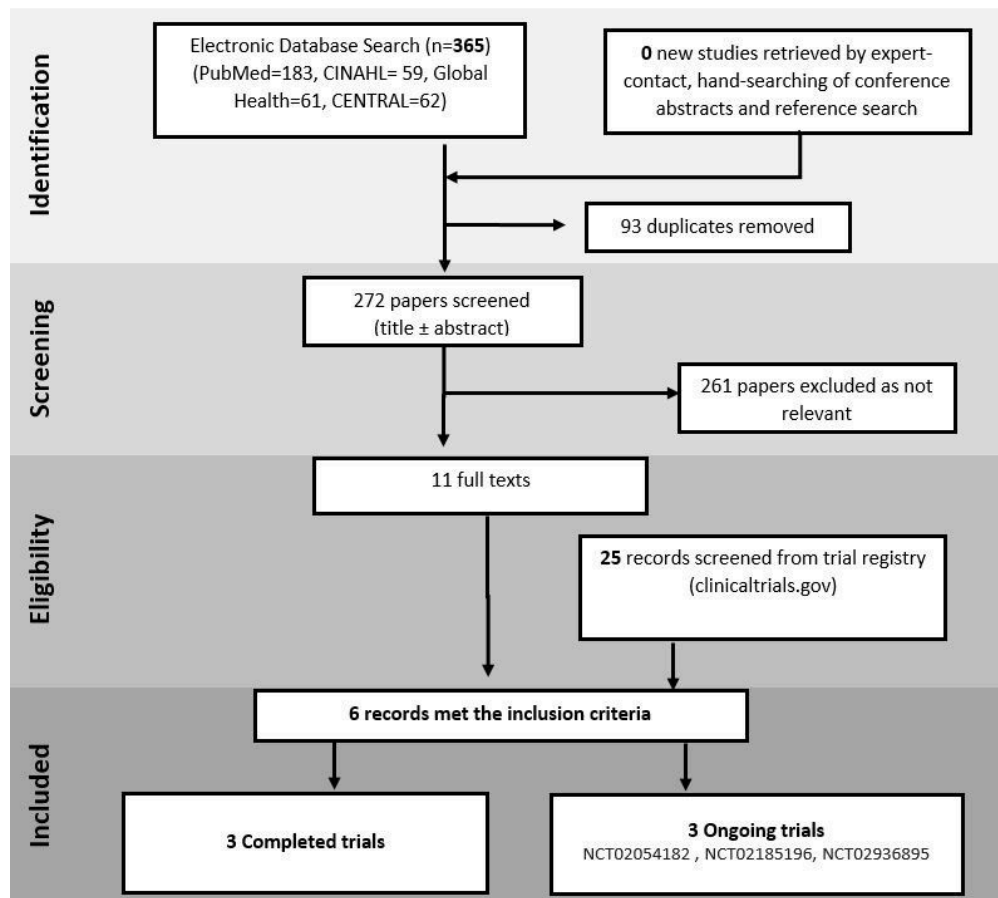 Identification
Electronic Database Search (n=365)
(PubMed=183, CINAHL= 59, Global
Health=61, CENTRAL=62)
0 new studies retrieved by expert-
contact, hand-searching of conference
abstracts and reference search
93 duplicates removed
Screening
272 papers screened
(title ± abstract)
261 papers excluded as not
relevant
Eligibility
11 full texts
25 records screened from trial registry
(clinicaltrials.gov)
Included
6 records met the inclusion criteria
3 Completed trials
3 Ongoing trials
NCT02054182 , NCT02185196, NCT02936895